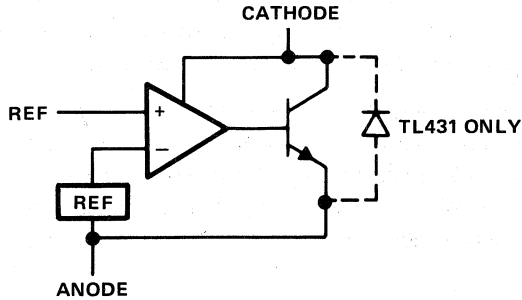 CATHODE
REF
+
−
TL431 ONLY
REF
ANODE